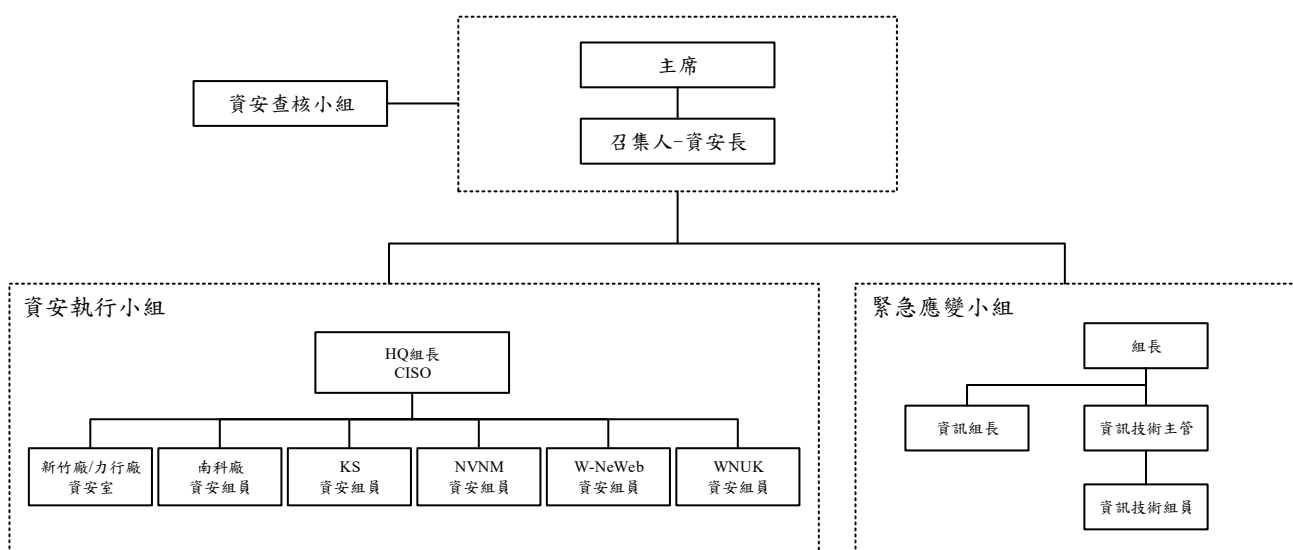 主席
資安查核小組
召集人-資安長
資安執行小組
HQ組長
CISO
新竹廠/力行廠
資安室
南科廠
資安組員
KS
資安組員
NVNM
資安組員
W-NeWeb
資安組員
WNUK
資安組員
緊急應變小組
組長
資訊組長
資訊技術主管
資訊技術組員